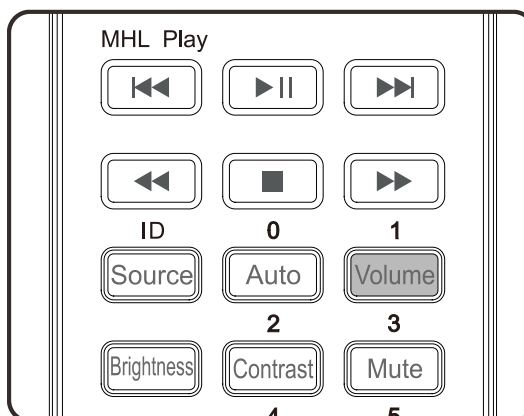 MHL Play
ID 0 1
Source Auto Volume
2 3
Brightness Contrast Mute
4 5